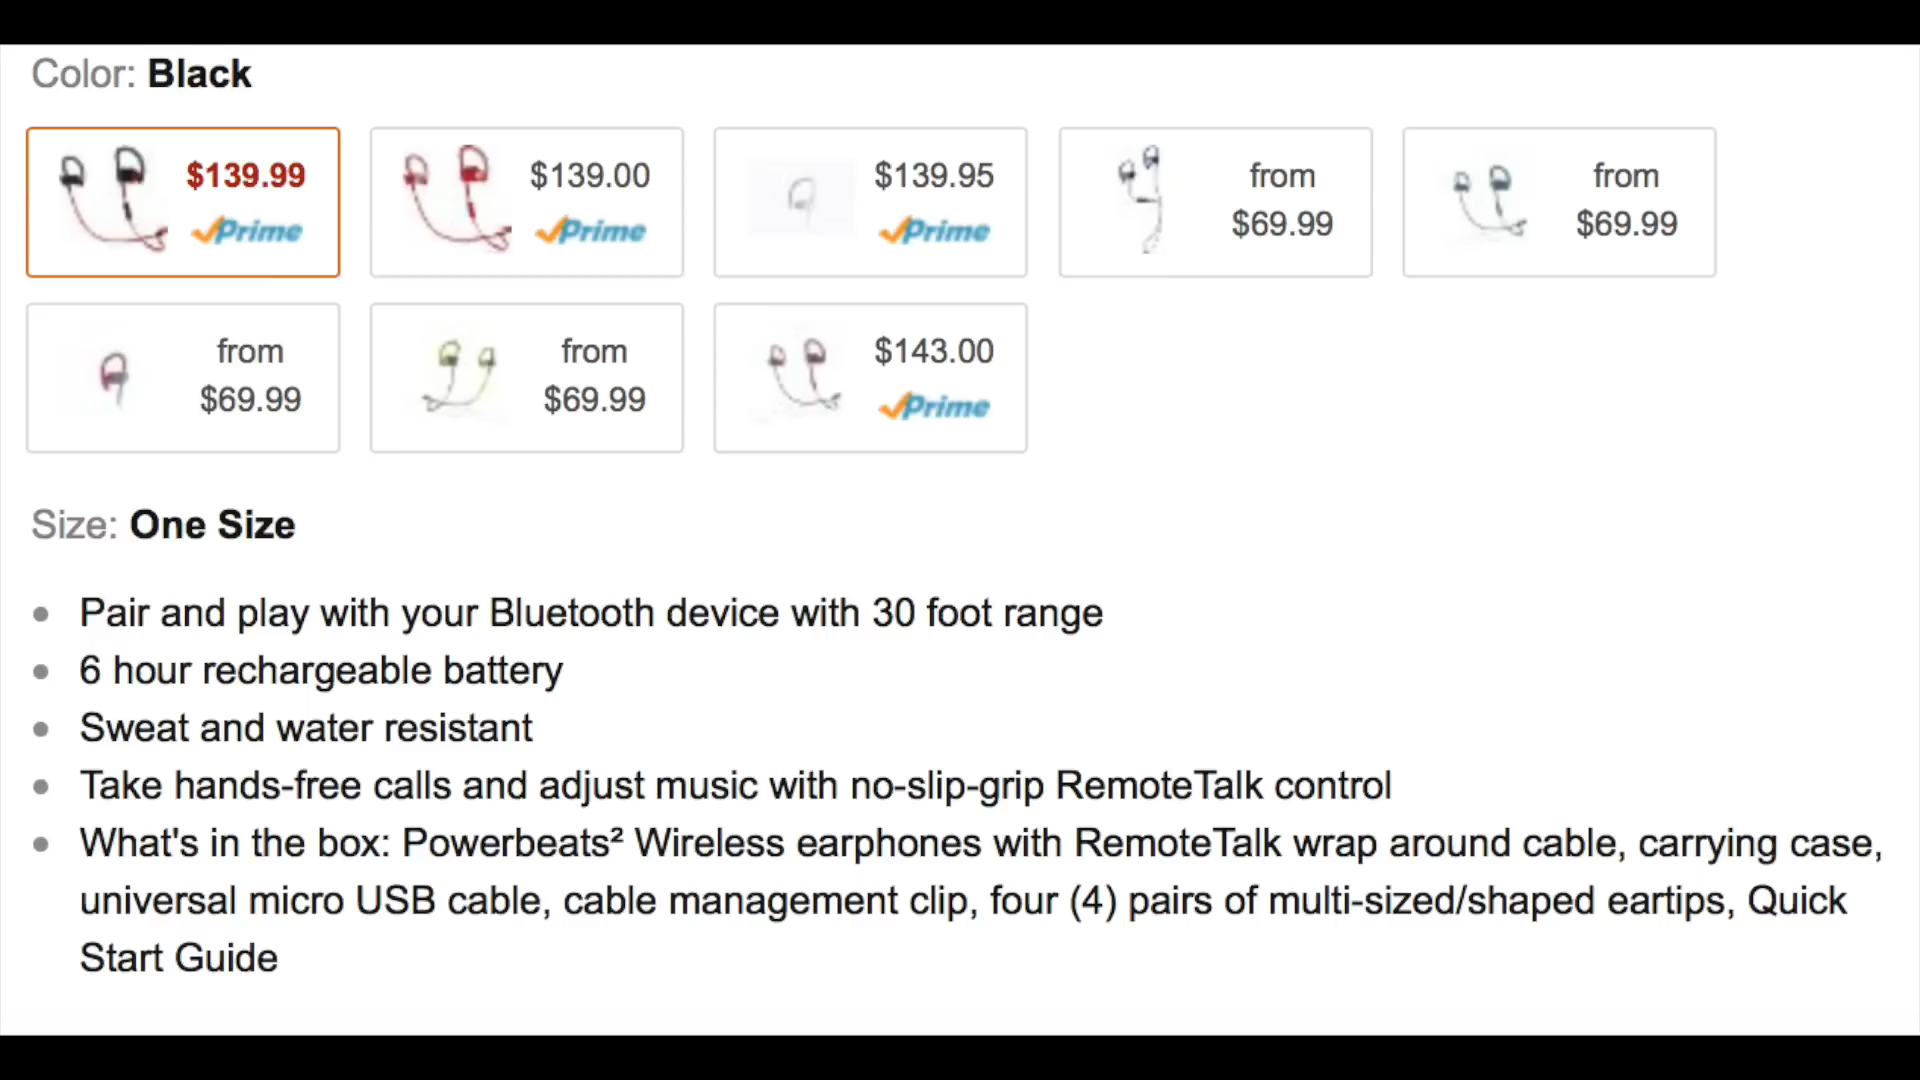 Color: Black
$139.99 $139.00 $139.95 from from
Prime Prime Prime $69.99 $69.99
from from $143.00
$69.99 $69.99 Prime
Size: One Size
Pair and play with your Bluetooth device with 30 foot range
6 hour rechargeable battery
Sweat and water resistant
Take hands-free calls and adjust music with no-slip-grip RemoteTalk control
What's in the box: Powerbeats² Wireless earphones with RemoteTalk wrap around cable, carrying case,
universal micro USB cable, cable management clip, four (4) pairs of multi-sized/shaped eartips, Quick
Start Guide